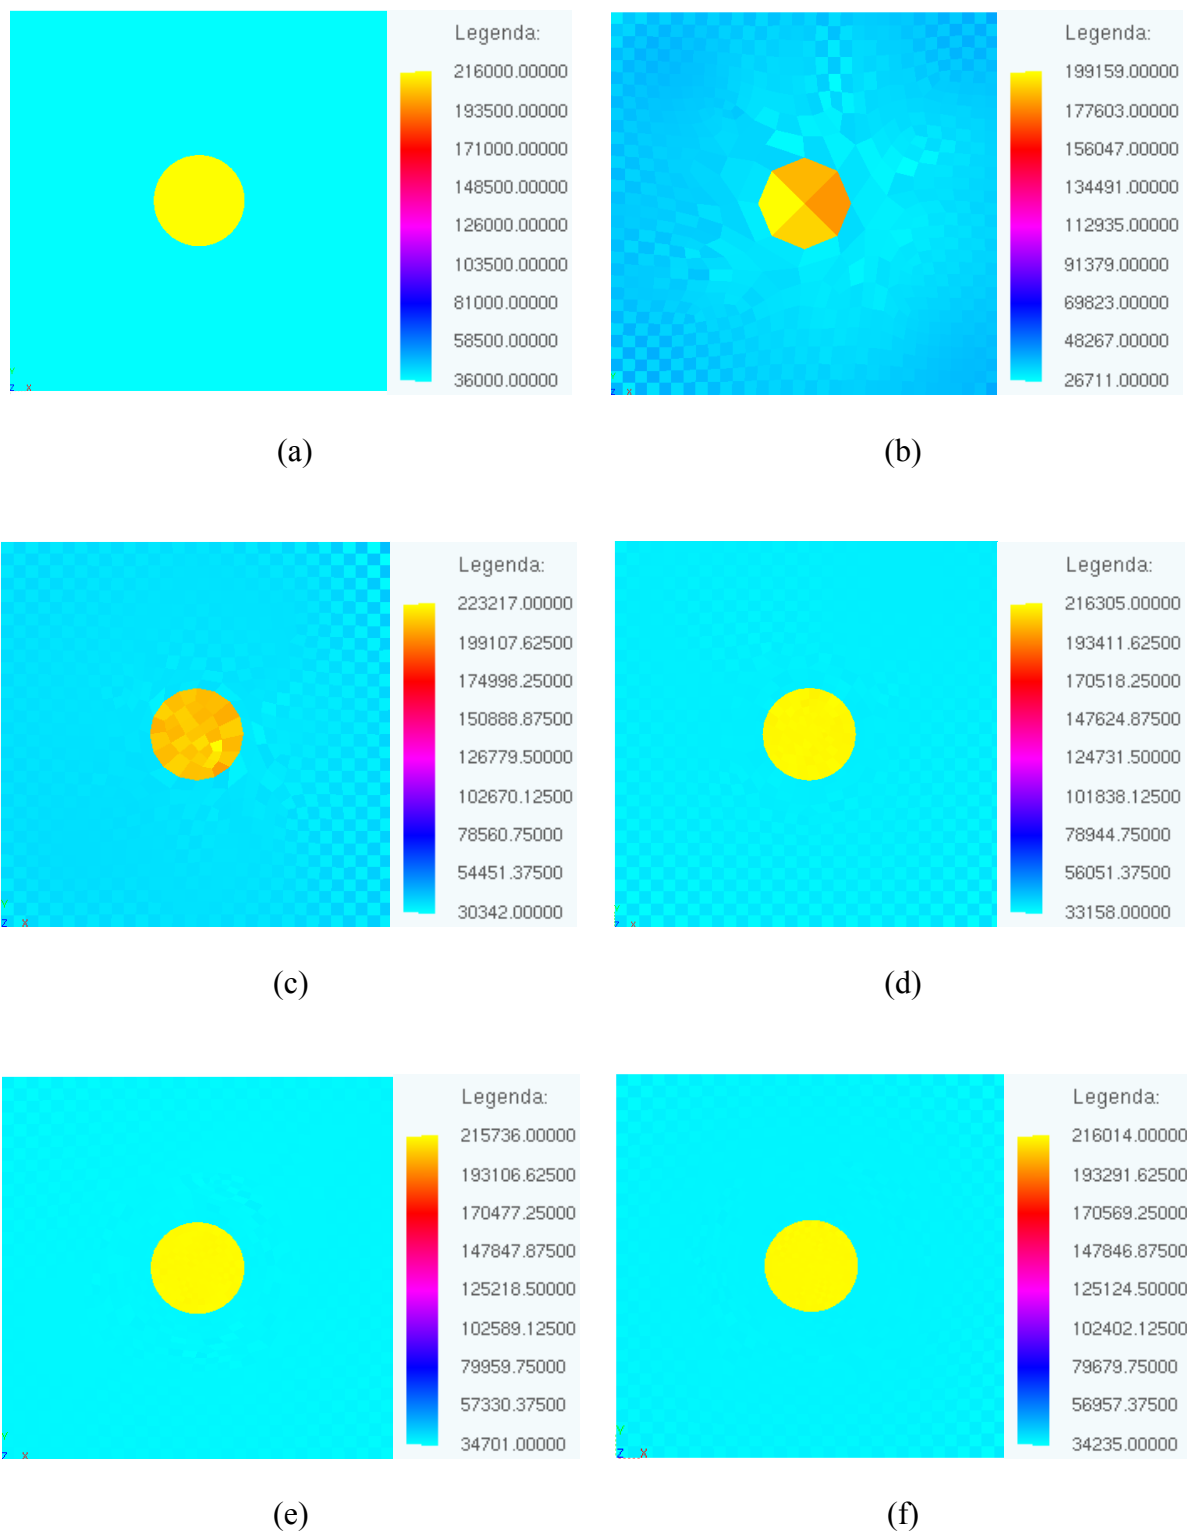 Legenda:
216000.00000
193500.00000
171000.00000
148500.00000
126000.00000
103500.00000
81000.00000
58500.00000
36000.00000
Y
Z X
(a)
Legenda:
199159.00000
177603.00000
156047.00000
134491.00000
112935.00000
91379.00000
69823.00000
48267.00000
26711.00000
Z X
(b)
Legenda:
223217.00000
199107.62500
174998.25000
150888.87500
126779.50000
102670.12500
78560.75000
54451.37500
30342.00000
Y
Z X
(c)
Legenda:
216305.00000
193411.62500
170518.25000
147624.87500
124731.50000
101838.12500
78944.75000
56051.37500
33158.00000
Y
Z X
(d)
Legenda:
215736.00000
193106.62500
170477.25000
147847.87500
125218.50000
102589.12500
79959.75000
57330.37500
34701.00000
Y
Z X
(e)
Legenda:
216014.00000
193291.62500
170569.25000
147846.87500
125124.50000
102402.12500
79679.75000
56957.37500
34235.00000
Y
Z X
(f)